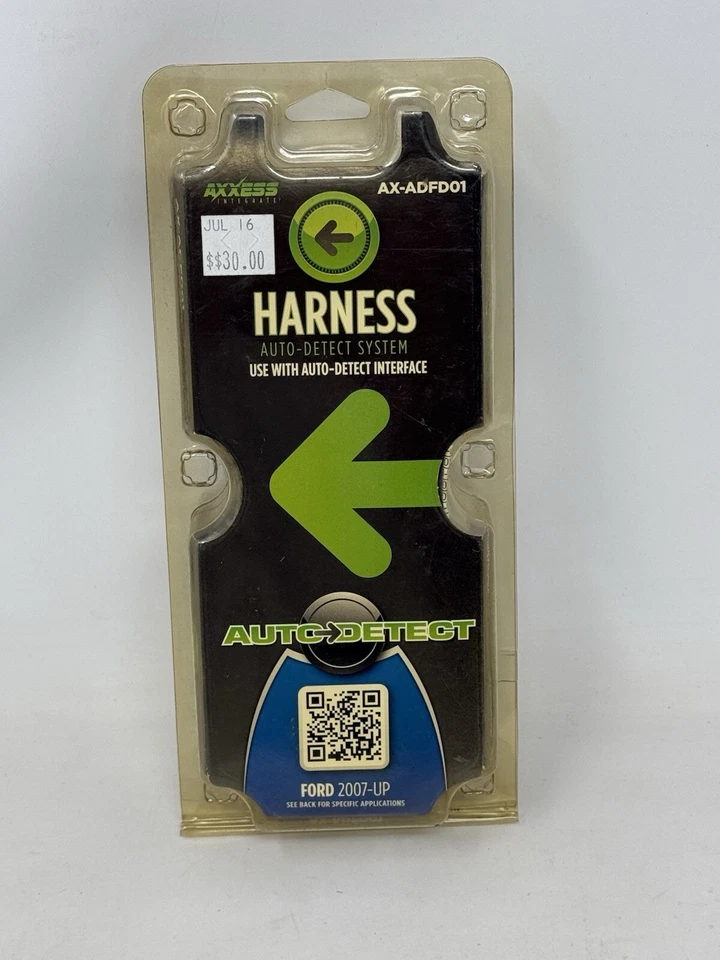 AXXESS
INTEGRATE
AX-ADFD01
JUL 16
$$30.00
HARNESS
AUTO-DETECT SYSTEM
USE WITH AUTO-DETECT INTERFACE
AUTO DETECT
FORD 2007-UP
SEE BACK FOR SPECIFIC APPLICATIONS